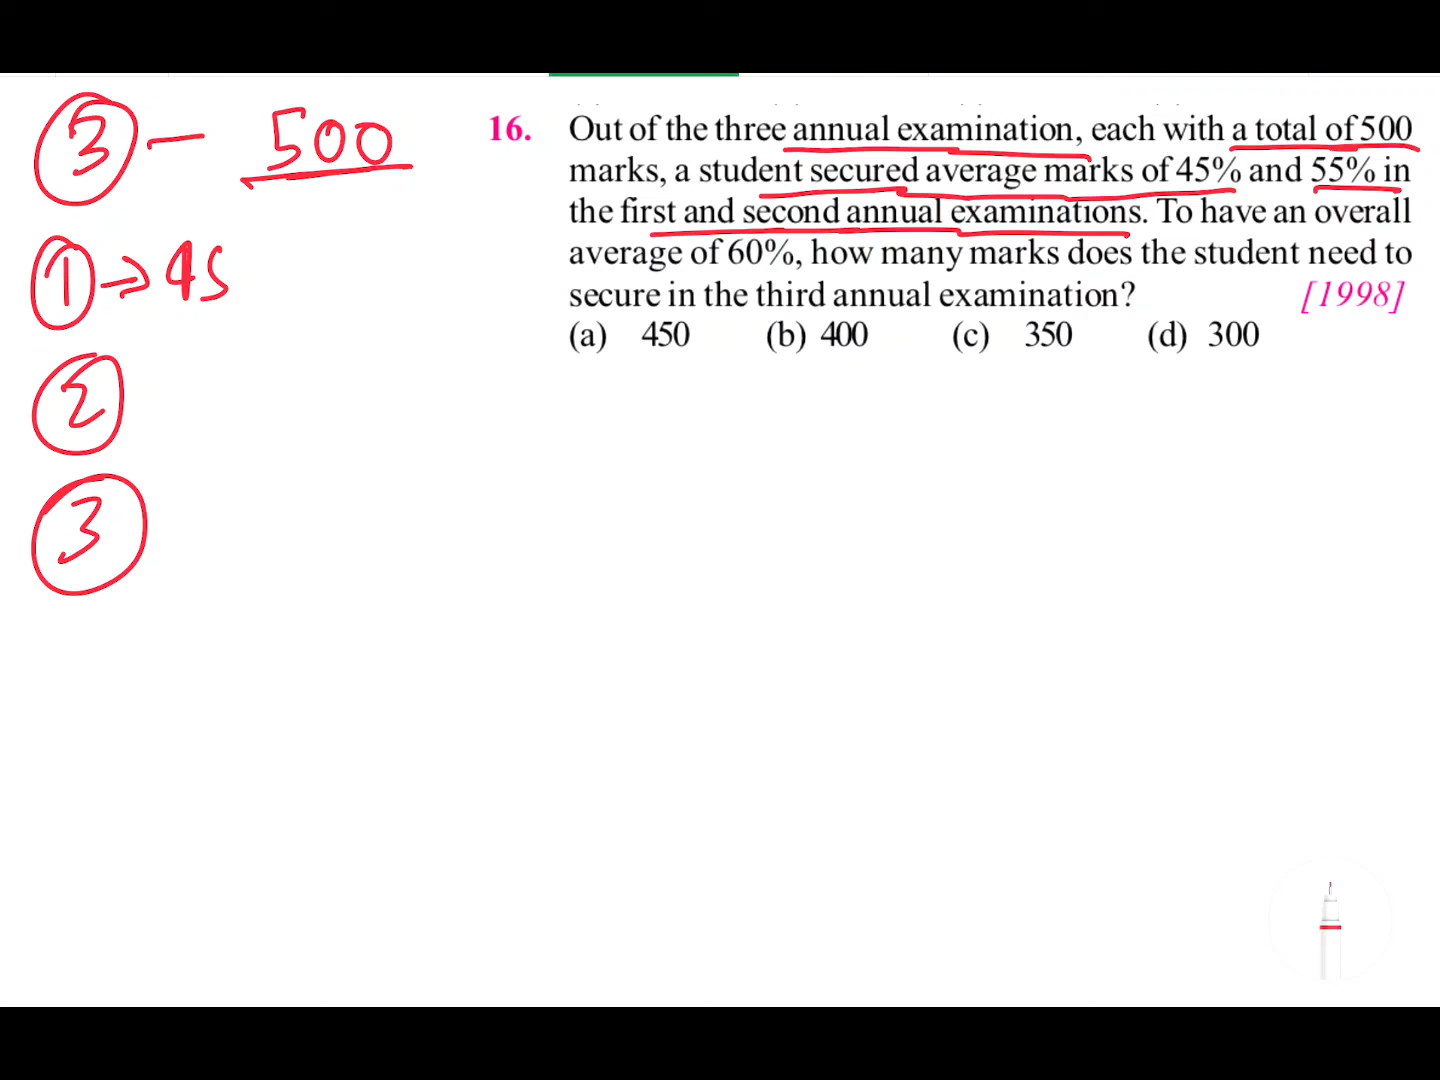 ③ — 500
① → 45
②
③
16. Out of the three annual examination, each with a total of 500
marks, a student secured average marks of 45% and 55% in
the first and second annual examinations. To have an overall
average of 60%, how many marks does the student need to
secure in the third annual examination? [1998]
(a) 450 (b) 400 (c) 350 (d) 300